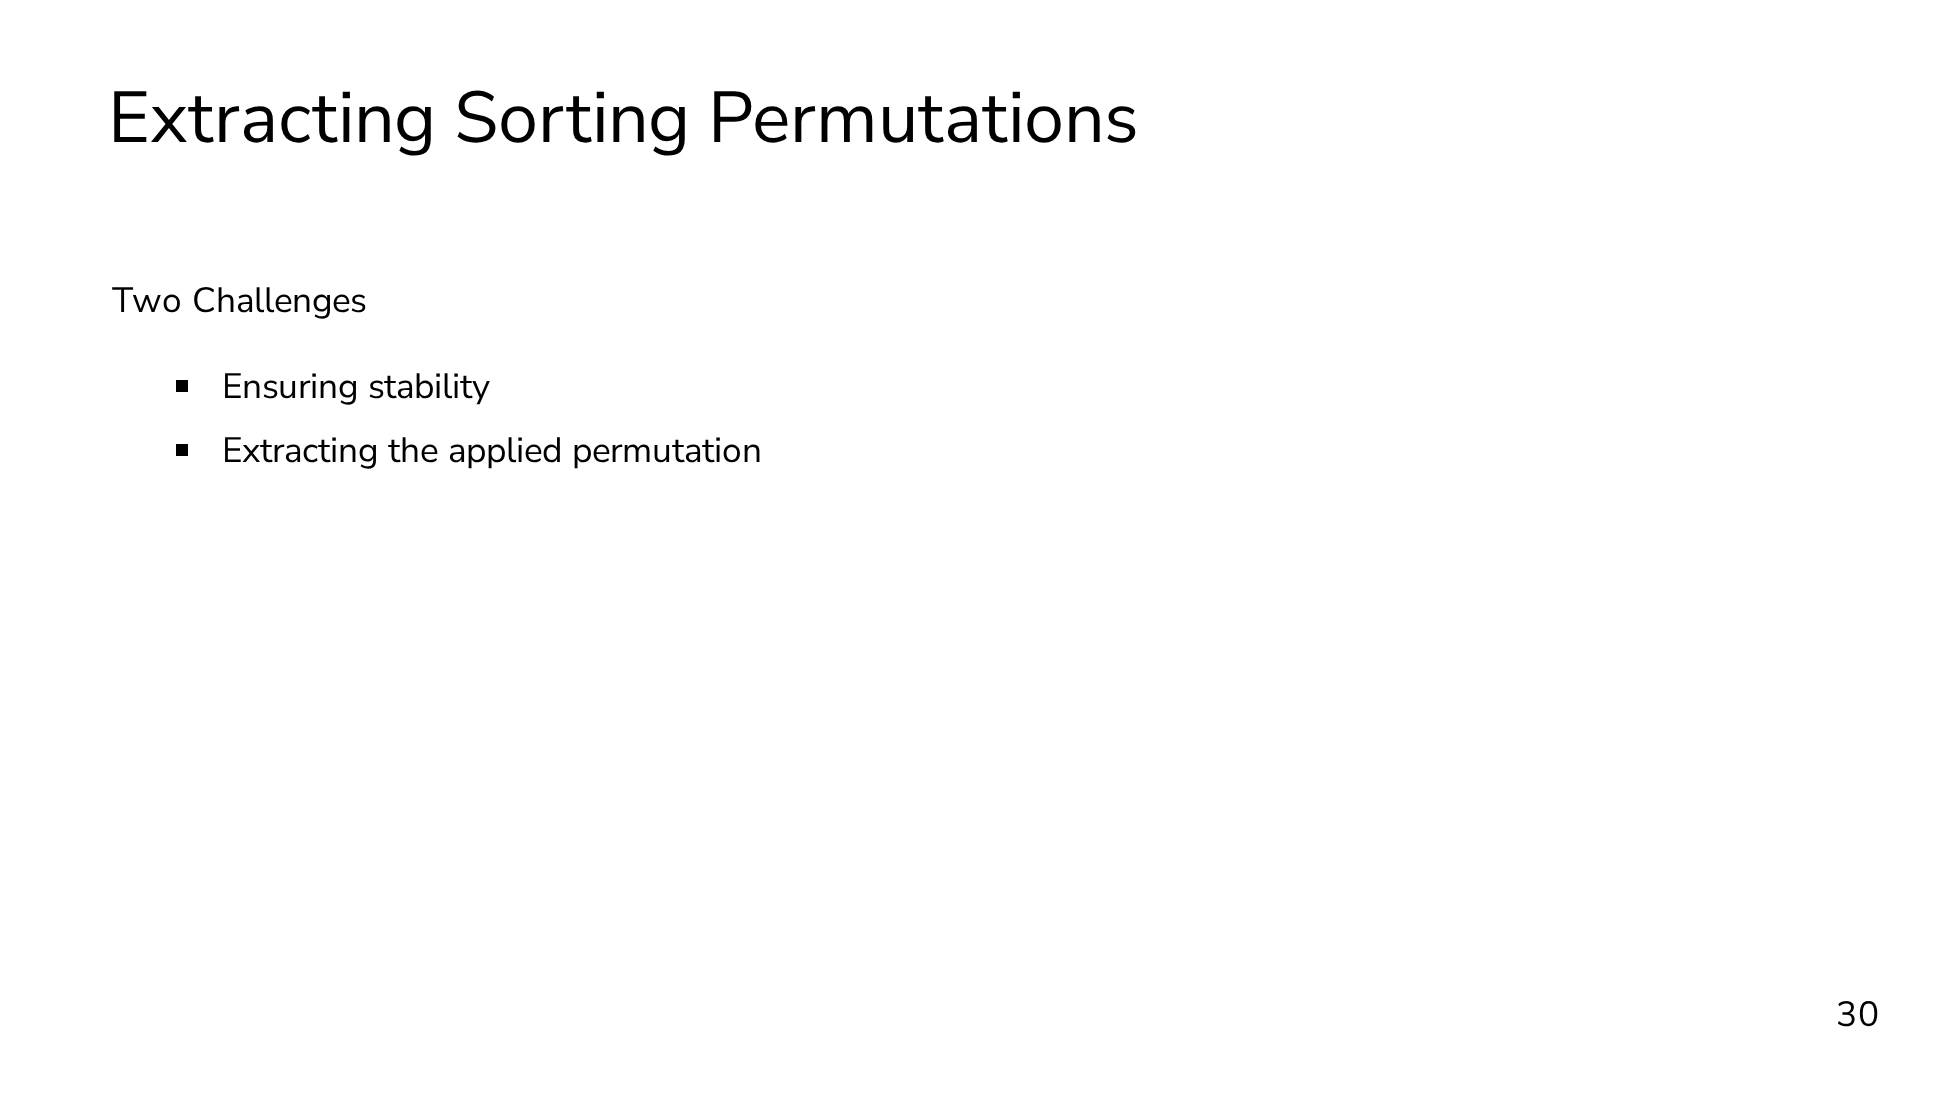 Extracting Sorting Permutations
Two Challenges
▪ Ensuring stability
▪ Extracting the applied permutation
30